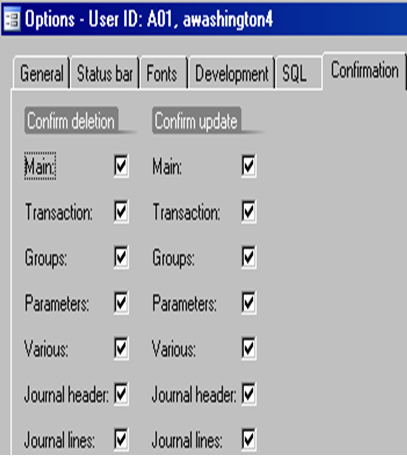 Options - User ID: A01, awashington4
General Status bar Fonts Development SQL Confirmation
Confirm deletion Confirm update
Main: Main:
Transaction: Transaction:
Groups: Groups:
Parameters: Parameters:
Various: Various:
Journal header: Journal header:
Journal lines: Journal lines: